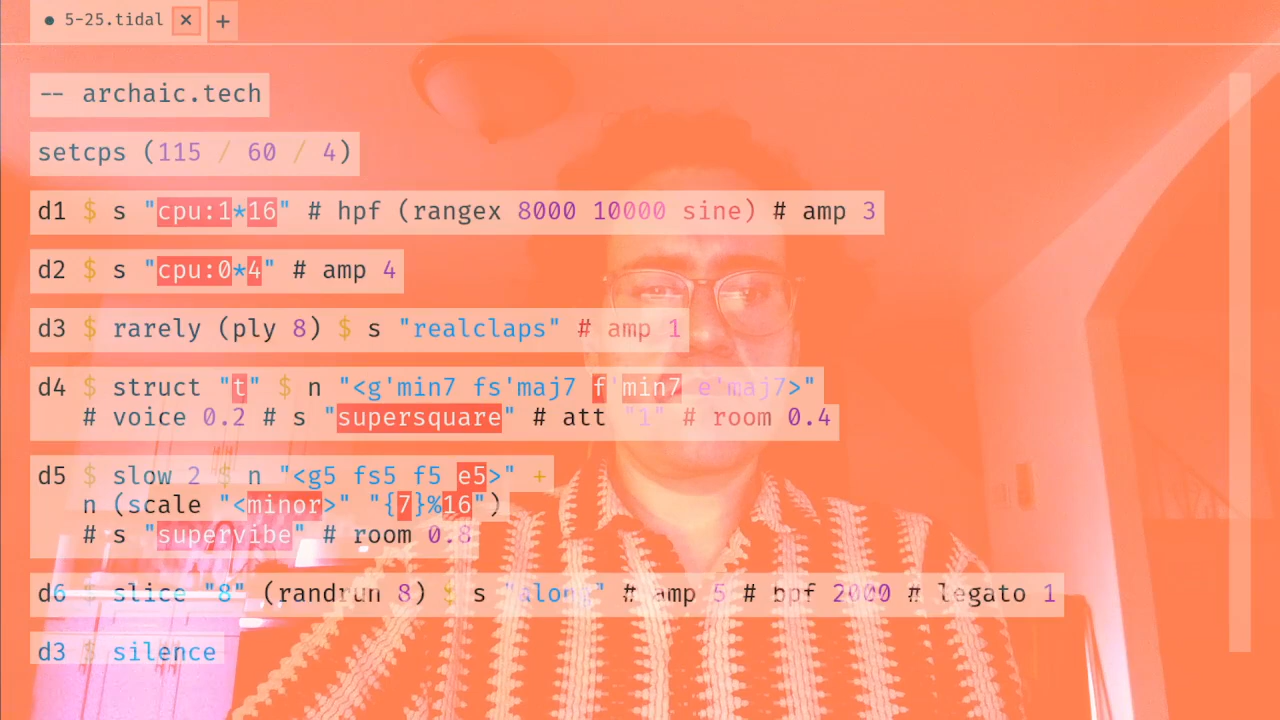 ● 5-25.tidal × +
-- archaic.tech
setcps (115 / 60 / 4)
d1 $ s "cpu:1*16" # hpf (rangex 8000 10000 sine) # amp 3
d2 $ s "cpu:0*4" # amp 4
d3 $ rarely (ply 8) $ s "realclaps" # amp 1
d4 $ struct "t" $ n "<g'min7 fs'maj7 f'min7 e'maj7>"
   # voice 0.2 # s "supersquare" # att "1" # room 0.4
d5 $ slow 2 $ n "<g5 fs5 f5 e5>" +
   n (scale "<minor>" "{7}%16")
   # s "supervibe" # room 0.8
d6 $ slice "8" (randrun 8) $ s "along" # amp 5 # bpf 2000 # legato 1
d3 $ silence